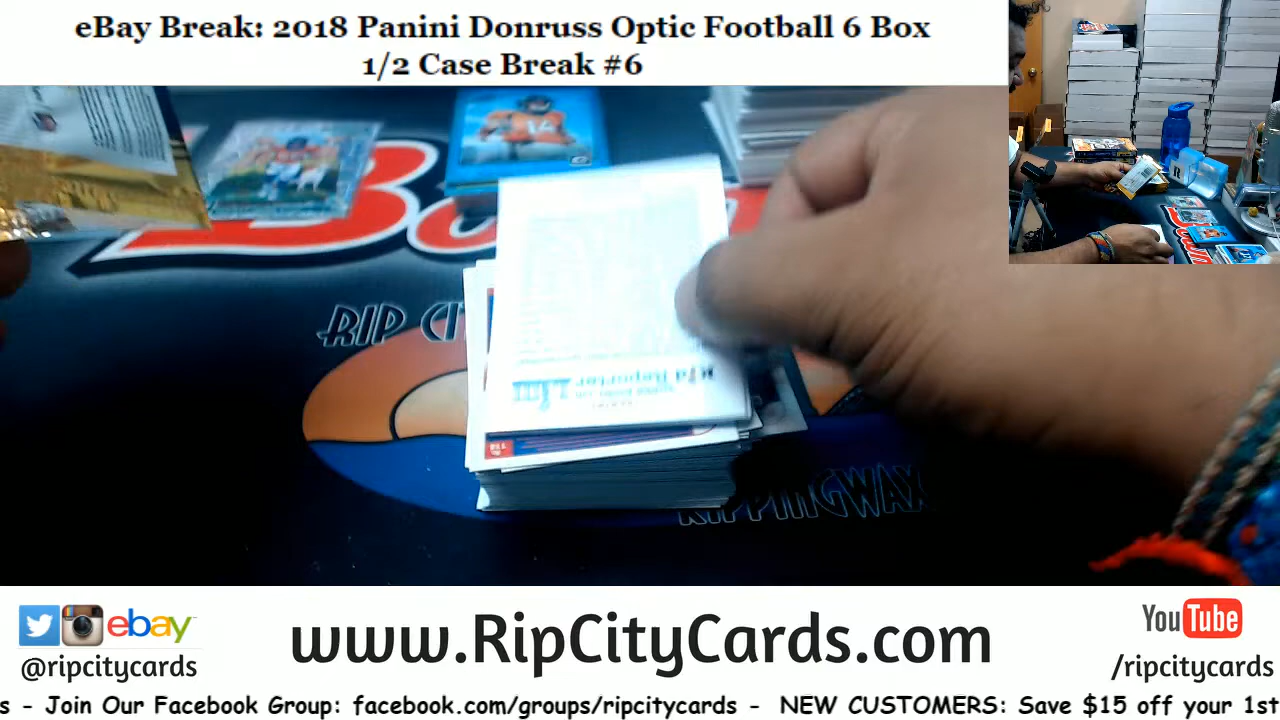 eBay Break: 2018 Panini Donruss Optic Football 6 Box
1/2 Case Break #6
14
RIP CI
RIPPINGWAX
ebay
@ripcitycards
www.RipCityCards.com
YouTube
/ripcitycards
s - Join Our Facebook Group: facebook.com/groups/ripcitycards - NEW CUSTOMERS: Save $15 off your 1st